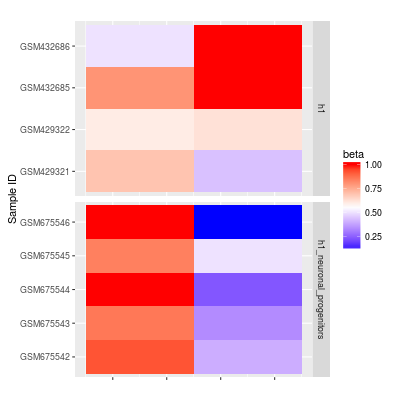 GSM432686
GSM432685
GSM429322
GSM429321
h1
GSM675546
GSM675545
GSM675544
GSM675543
GSM675542
h1_neuronal_progenitors
Sample ID
beta
1.00
0.75
0.50
0.25